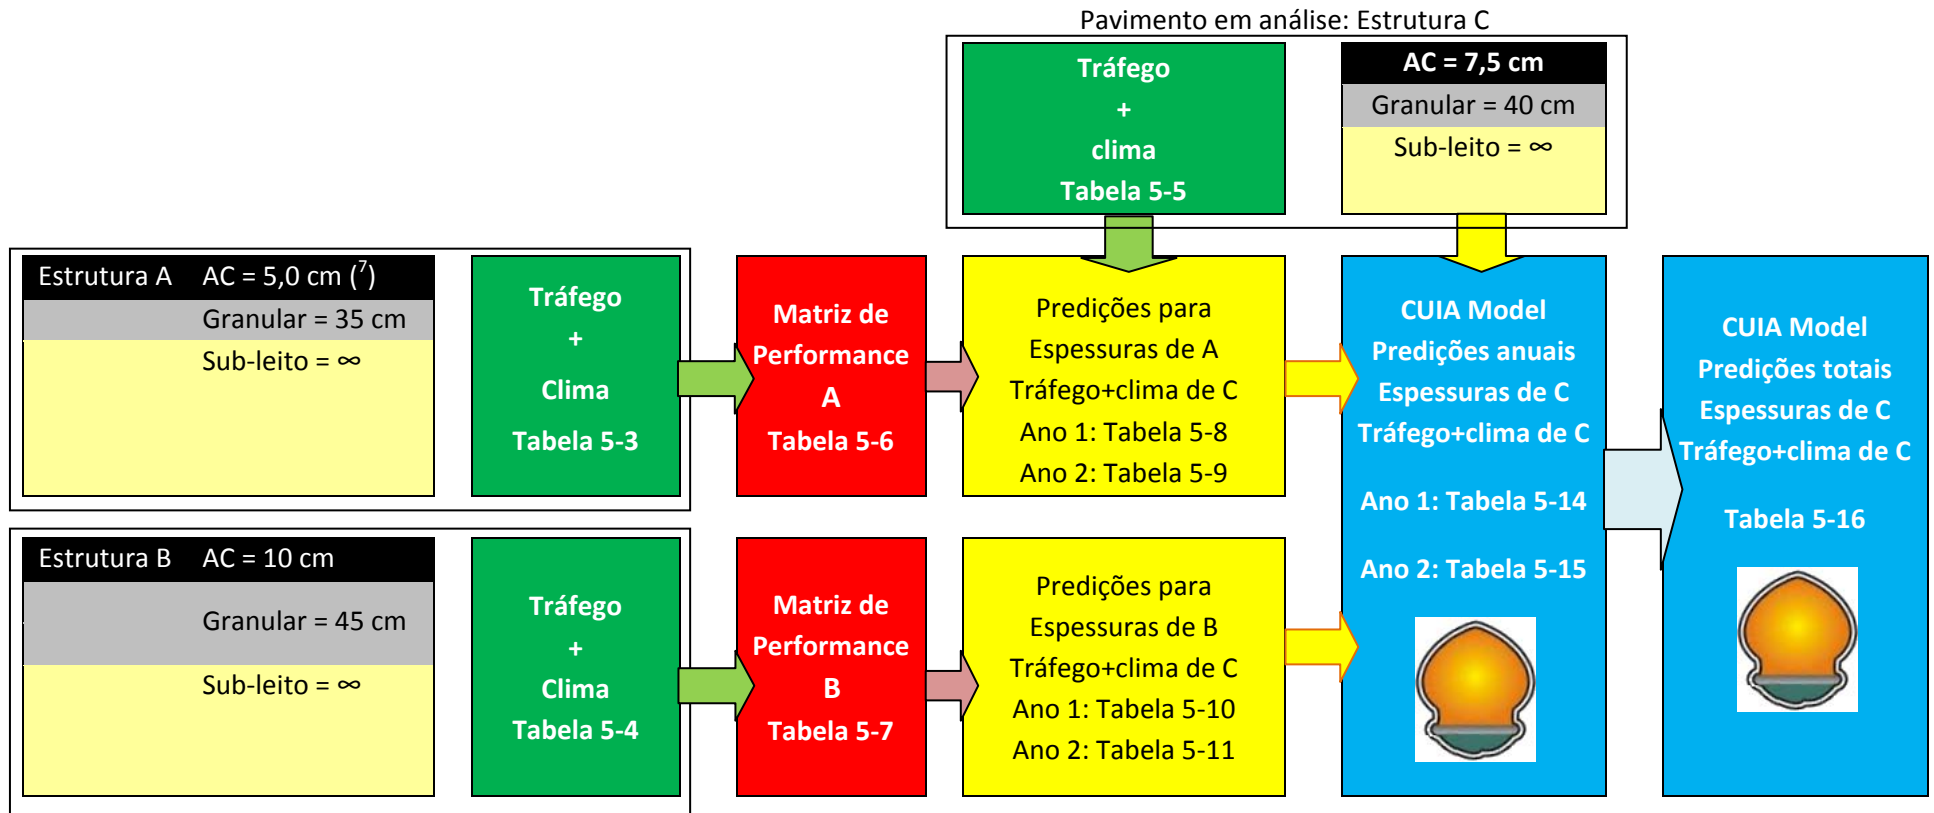 Pavimento em análise: Estrutura C
Tráfego
+
clima
Tabela 5-5
AC = 7,5 cm
Granular = 40 cm
Sub-leito = ∞
Estrutura A AC = 5,0 cm (7)
Granular = 35 cm
Sub-leito = ∞
Tráfego
+
Clima
Tabela 5-3
Matriz de
Performance
A
Tabela 5-6
Predições para
Espessuras de A
Tráfego+clima de C
Ano 1: Tabela 5-8
Ano 2: Tabela 5-9
Estrutura B AC = 10 cm
Granular = 45 cm
Sub-leito = ∞
Tráfego
+
Clima
Tabela 5-4
Matriz de
Performance
B
Tabela 5-7
Predições para
Espessuras de B
Tráfego+clima de C
Ano 1: Tabela 5-10
Ano 2: Tabela 5-11
CUIA Model
Predições anuais
Espessuras de C
Tráfego+clima de C
Ano 1: Tabela 5-14
Ano 2: Tabela 5-15
CUIA Model
Predições totais
Espessuras de C
Tráfego+clima de C
Tabela 5-16